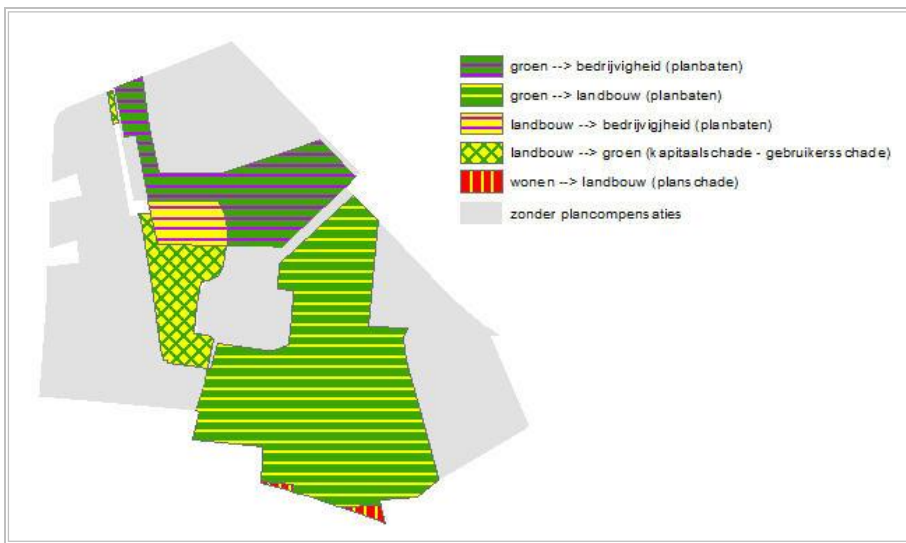 groen --> bedrijvigheid (planbaten)
groen --> landbouw (planbaten)
landbouw --> bedrijvigjheid (planbaten)
landbouw --> groen (kapitaalschade - gebruikersschade)
wonen --> landbouw (planschade)
zonder plancompensaties